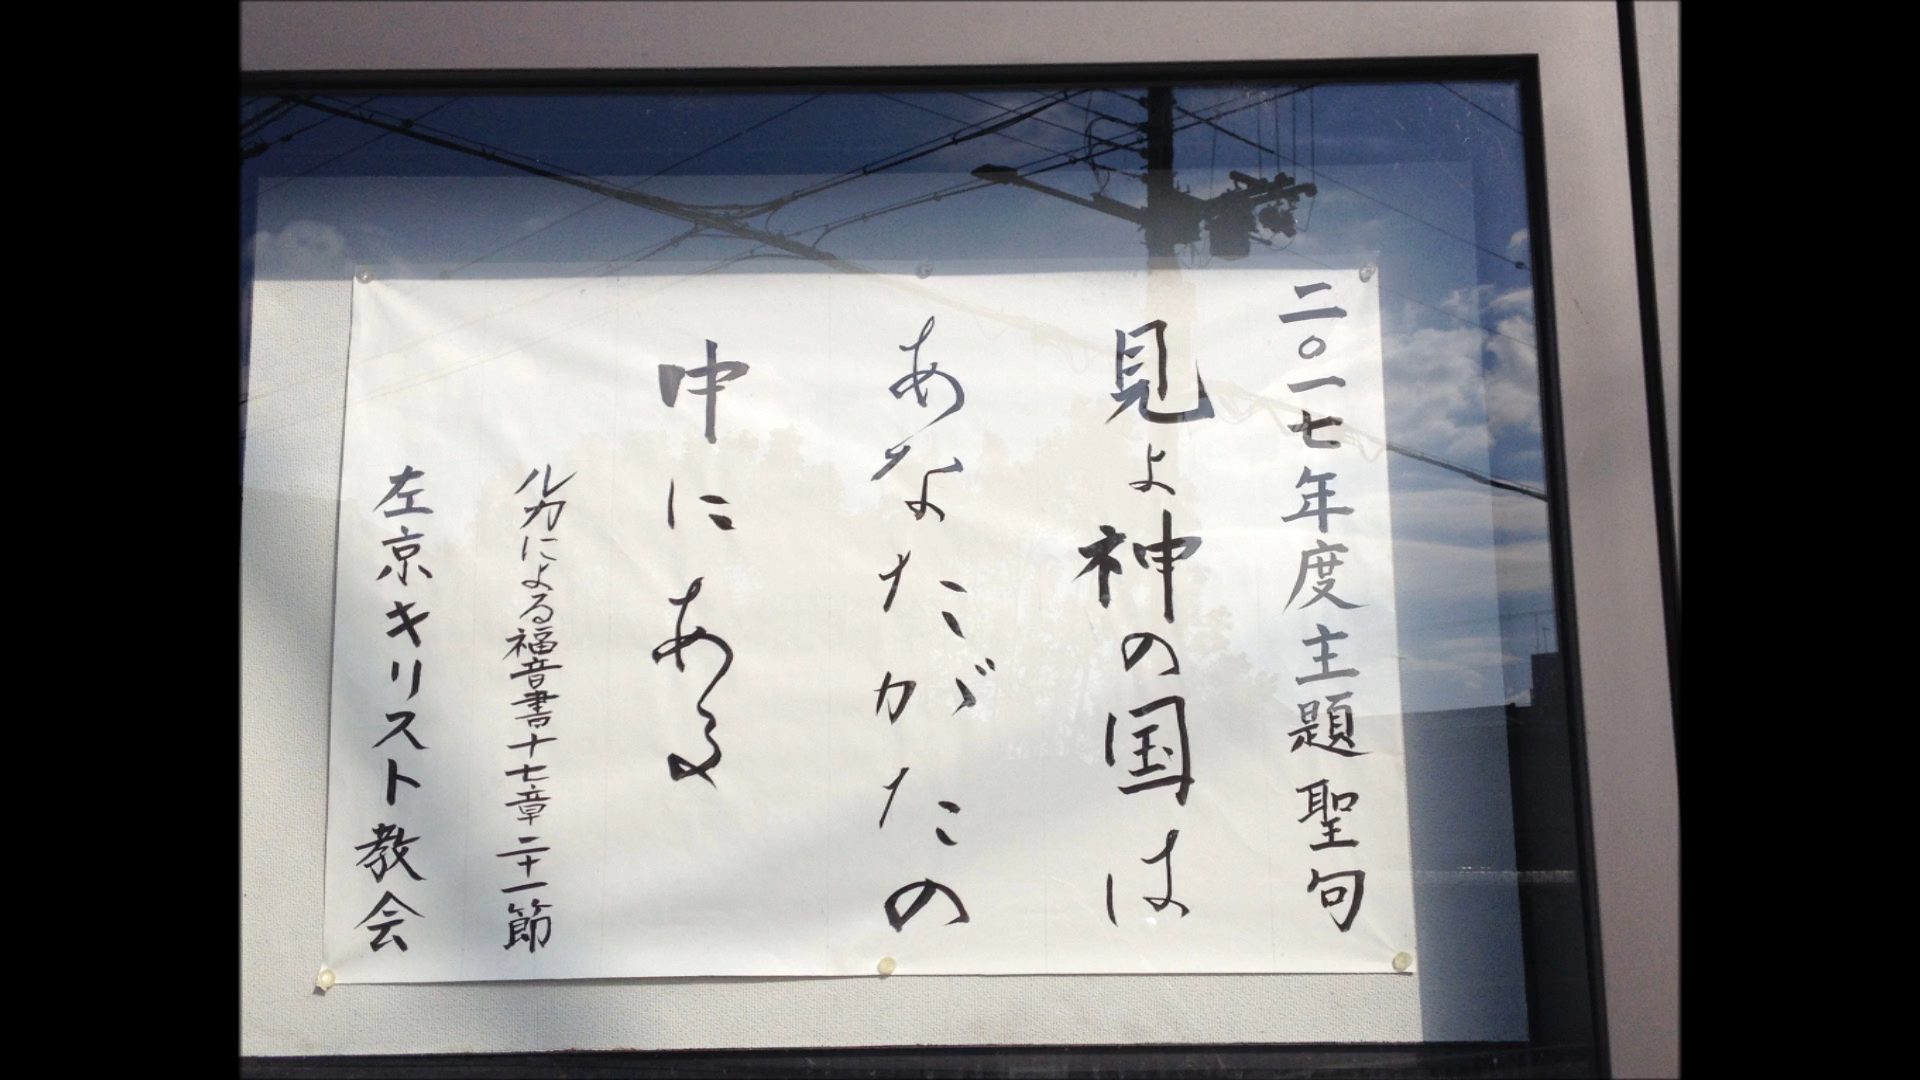 二〇一七年度主題聖句
見よ神の国は
あなたがたの
中にある
ルカによる福音書十七章二十一節
左京キリスト教会